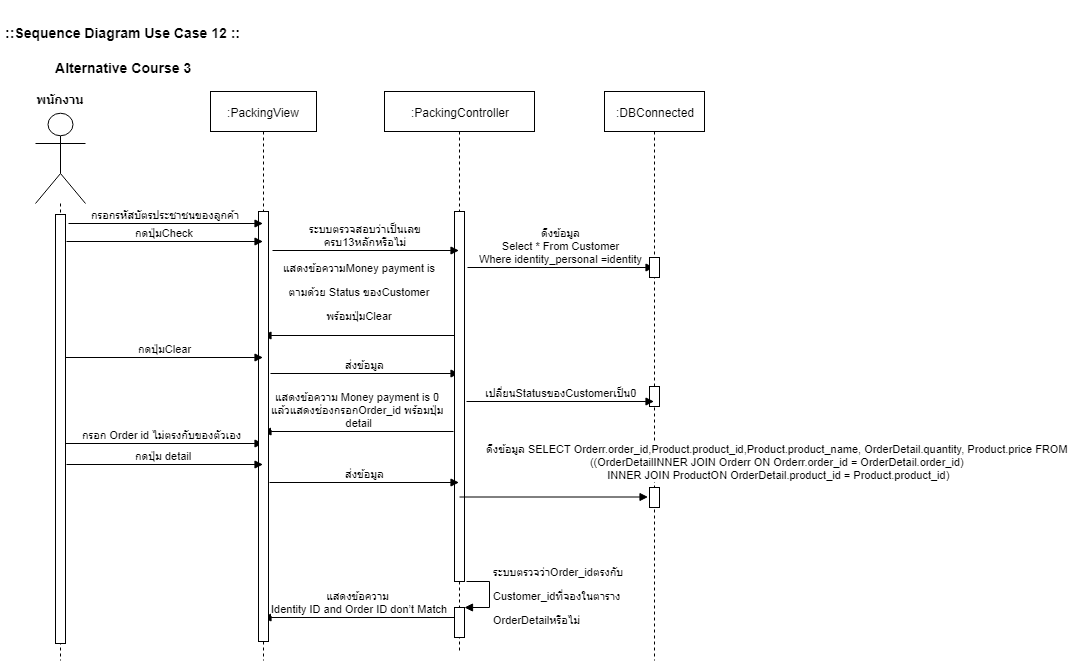 ::Sequence Diagram Use Case 12 ::
Alternative Course 3
พนักงาน
:PackingView
:PackingController
:DBConnected
กรอกรหัสบัตรประชาชนของลูกค้า
กดปุ่มCheck
ระบบตรวจสอบว่าเป็นเลข
ครบ13หลักหรือไม่
ดึงข้อมูล
Select * From Customer
Where identity_personal =identity
แสดงข้อความMoney payment is
ตามด้วย Status ของCustomer
พร้อมปุ่มClear
กดปุ่มClear
ส่งข้อมูล
เปลี่ยนStatusของCustomerเป็น0
แสดงข้อความ Money payment is 0
แล้วแสดงช่องกรอกOrder_id พร้อมปุ่ม
detail
กรอก Order id ไม่ตรงกับของตัวเอง
กดปุ่ม detail
ส่งข้อมูล
ดึงข้อมูล SELECT Orderr.order_id,Product.product_id,Product.product_name, OrderDetail.quantity, Product.price FROM
((OrderDetailINNER JOIN Orderr ON Orderr.order_id = OrderDetail.order_id)
INNER JOIN ProductON OrderDetail.product_id = Product.product_id)
ระบบตรวจว่าOrder_idตรงกับ
Customer_idที่จองในตาราง
OrderDetailหรือไม่
แสดงข้อความ
Identity ID and Order ID don't Match